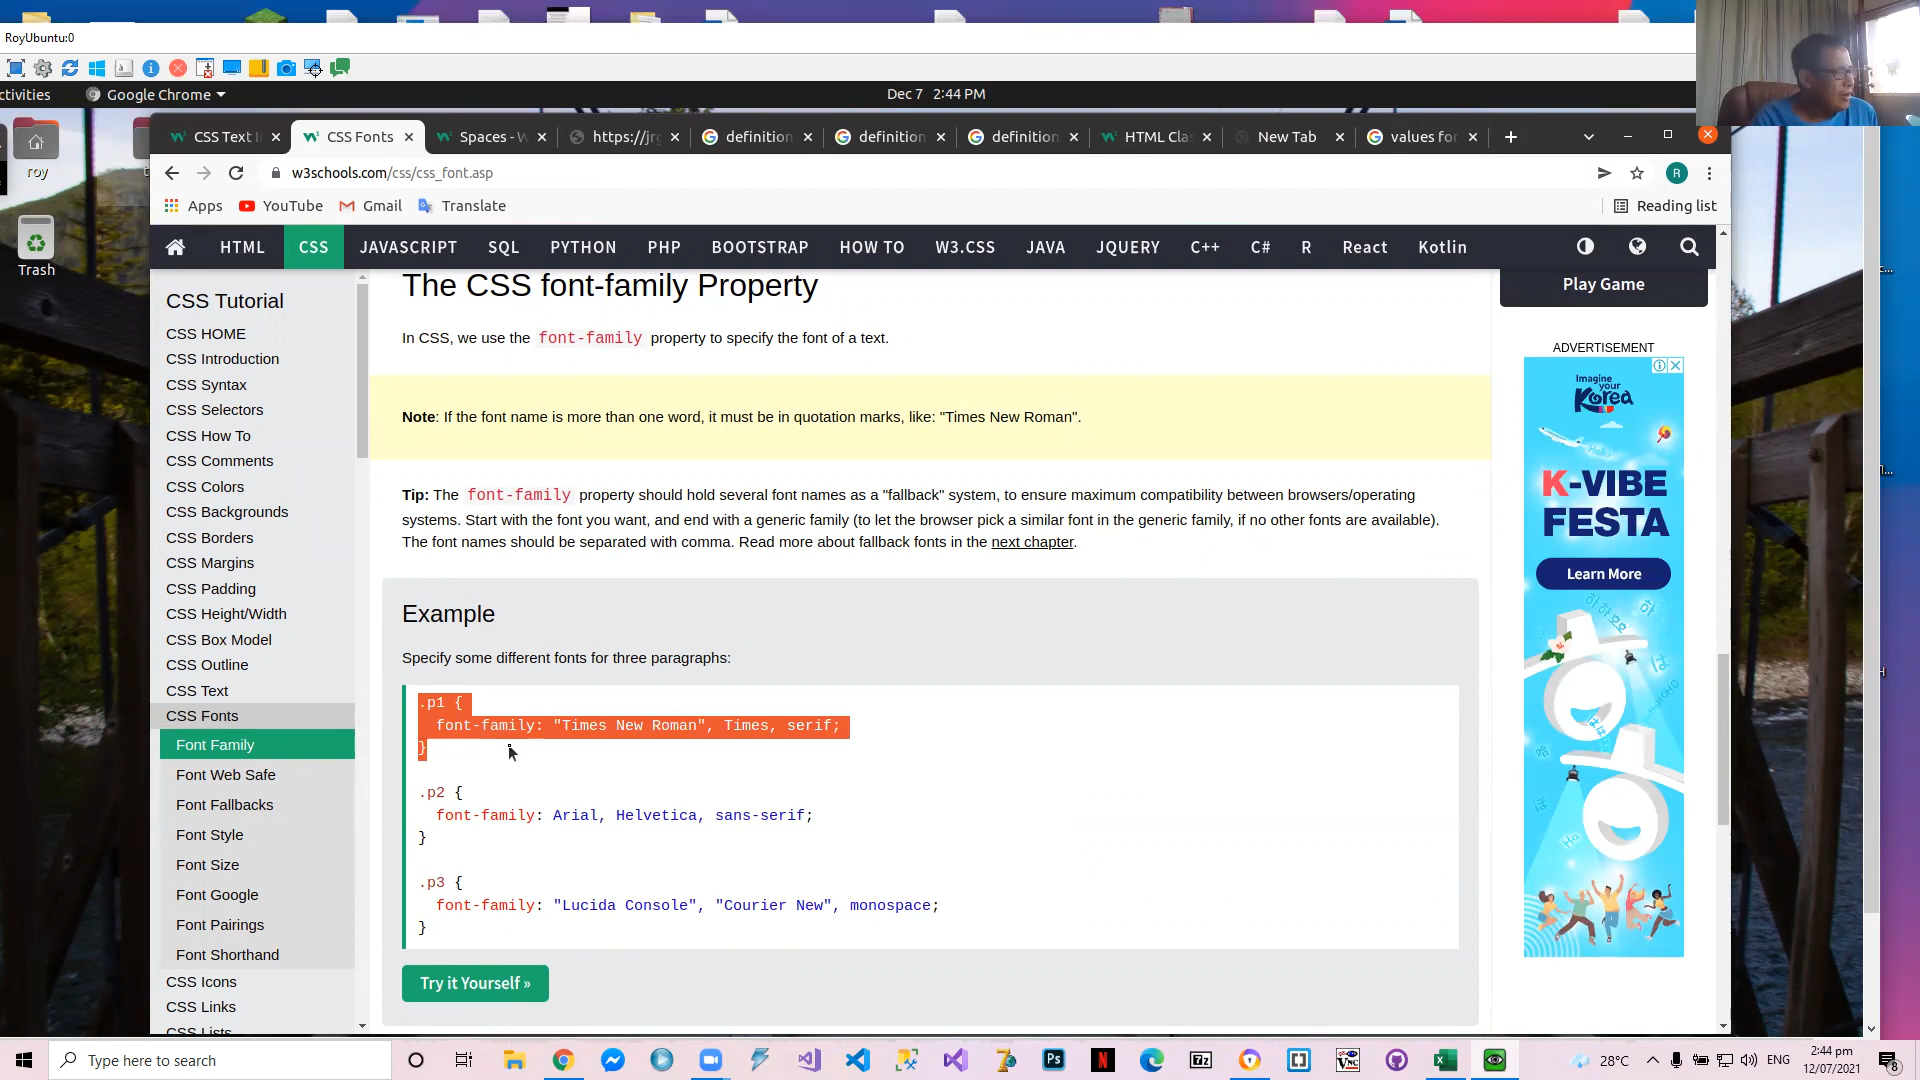 RoyUbuntu:0
ctivities
Google Chrome
Dec 7 2:44 PM
CSS Text I
CSS Fonts
Spaces - W
https://jrg
definition
definition
definition
HTML Cla
New Tab
values for
w3schools.com/css/css_font.asp
R
Apps
YouTube
Gmail
Translate
Reading list
roy
Trash
HTML
CSS
JAVASCRIPT
SQL
PYTHON
PHP
BOOTSTRAP
HOW TO
W3.CSS
JAVA
JQUERY
C++
C#
R
React
Kotlin
CSS Tutorial
CSS HOME
CSS Introduction
CSS Syntax
CSS Selectors
CSS How To
CSS Comments
CSS Colors
CSS Backgrounds
CSS Borders
CSS Margins
CSS Padding
CSS Height/Width
CSS Box Model
CSS Outline
CSS Text
CSS Fonts
Font Family
Font Web Safe
Font Fallbacks
Font Style
Font Size
Font Google
Font Pairings
Font Shorthand
CSS Icons
CSS Links
CSS Lists
The CSS font-family Property
In CSS, we use the font-family property to specify the font of a text.
Note: If the font name is more than one word, it must be in quotation marks, like: "Times New Roman".
Tip: The font-family property should hold several font names as a "fallback" system, to ensure maximum compatibility between browsers/operating
systems. Start with the font you want, and end with a generic family (to let the browser pick a similar font in the generic family, if no other fonts are available).
The font names should be separated with comma. Read more about fallback fonts in the next chapter.
Example
Specify some different fonts for three paragraphs:
.p1 {
font-family: "Times New Roman", Times, serif;
}
.p2 {
font-family: Arial, Helvetica, sans-serif;
}
.p3 {
font-family: "Lucida Console", "Courier New", monospace;
}
Try it Yourself »
Play Game
ADVERTISEMENT
Imagine
your
Korea
K-VIBE
FESTA
Learn More
Type here to search
Ps
N
7z
28°C
ENG
2:44 pm
12/07/2021
8